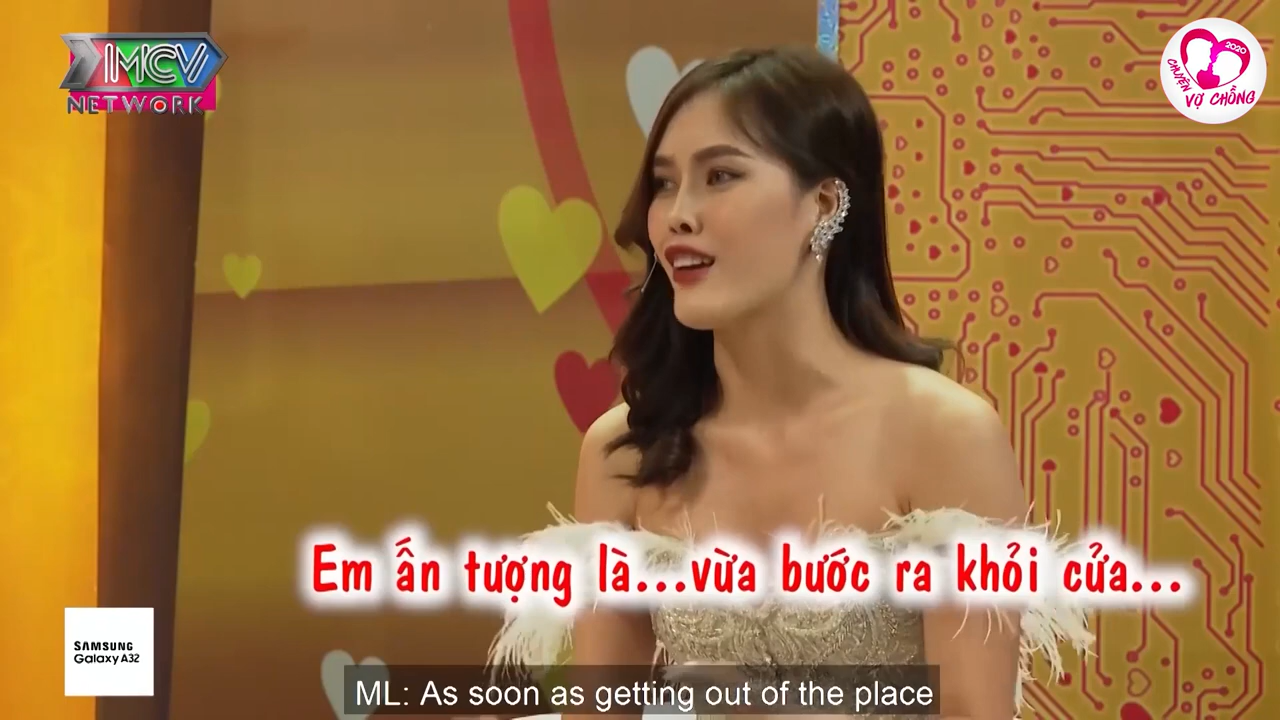 MCV
NETWORK
2020
CHUYỆN
VỢ CHỒNG
Em ấn tượng là...vừa bước ra khỏi cửa...
SAMSUNG
Galaxy A32
ML: As soon as getting out of the place